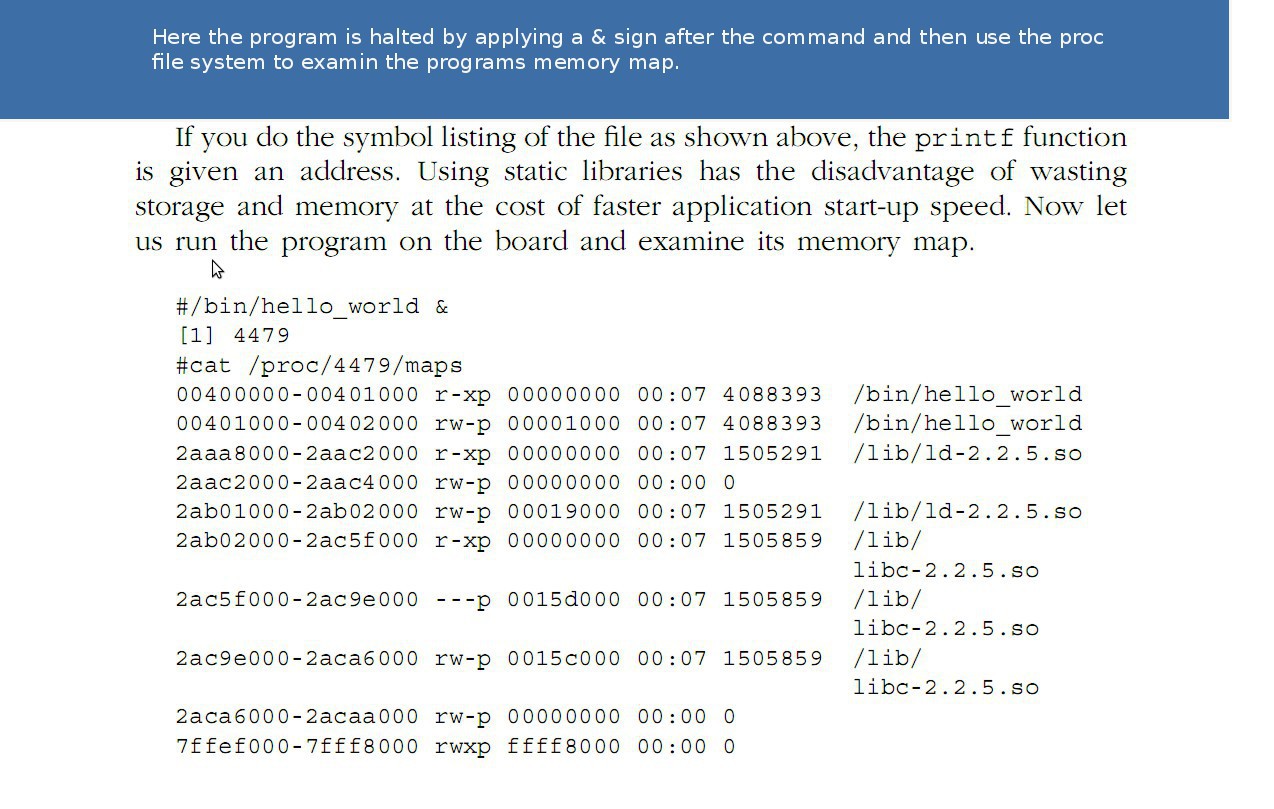 Here the program is halted by applying a & sign after the command and then use the proc
file system to examin the programs memory map.
If you do the symbol listing of the file as shown above, the printf function
is given an address. Using static libraries has the disadvantage of wasting
storage and memory at the cost of faster application start-up speed. Now let
us run the program on the board and examine its memory map.
#/bin/hello_world &
[1] 4479
#cat /proc/4479/maps
00400000-00401000 r-xp 00000000 00:07 4088393 /bin/hello_world
00401000-00402000 rw-p 00001000 00:07 4088393 /bin/hello_world
2aaa8000-2aac2000 r-xp 00000000 00:07 1505291 /lib/ld-2.2.5.so
2aac2000-2aac4000 rw-p 00000000 00:00 0
2ab01000-2ab02000 rw-p 00019000 00:07 1505291 /lib/ld-2.2.5.so
2ab02000-2ac5f000 r-xp 00000000 00:07 1505859 /lib/
libc-2.2.5.so
2ac5f000-2ac9e000 ---p 0015d000 00:07 1505859 /lib/
libc-2.2.5.so
2ac9e000-2aca6000 rw-p 0015c000 00:07 1505859 /lib/
libc-2.2.5.so
2aca6000-2acaa000 rw-p 00000000 00:00 0
7ffef000-7fff8000 rwxp ffff8000 00:00 0